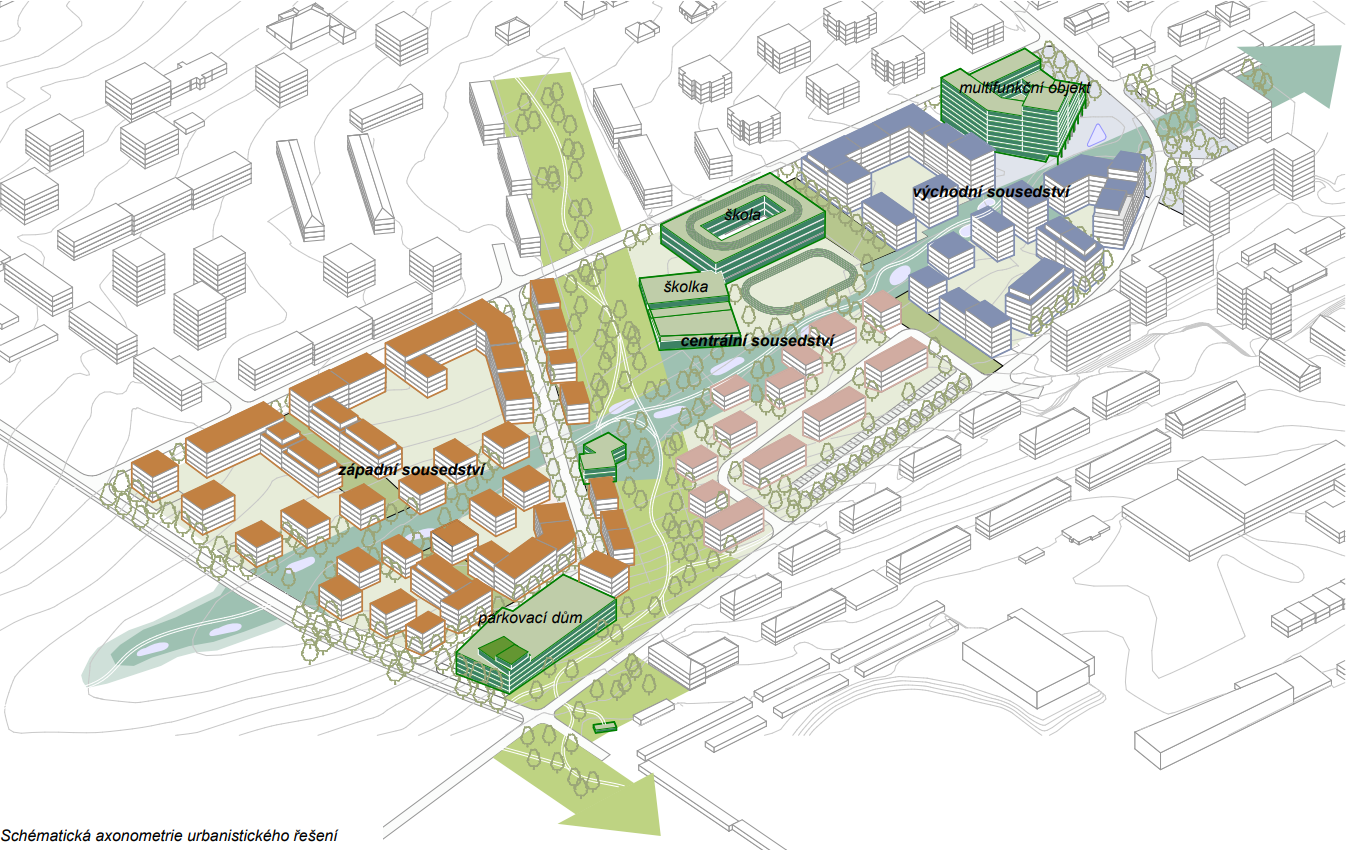 multifunkční objekt
východní sousedství
škola
školka
centrální sousedství
západní sousedství
parkovací dům
Schématická axonometrie urbanistického řešení